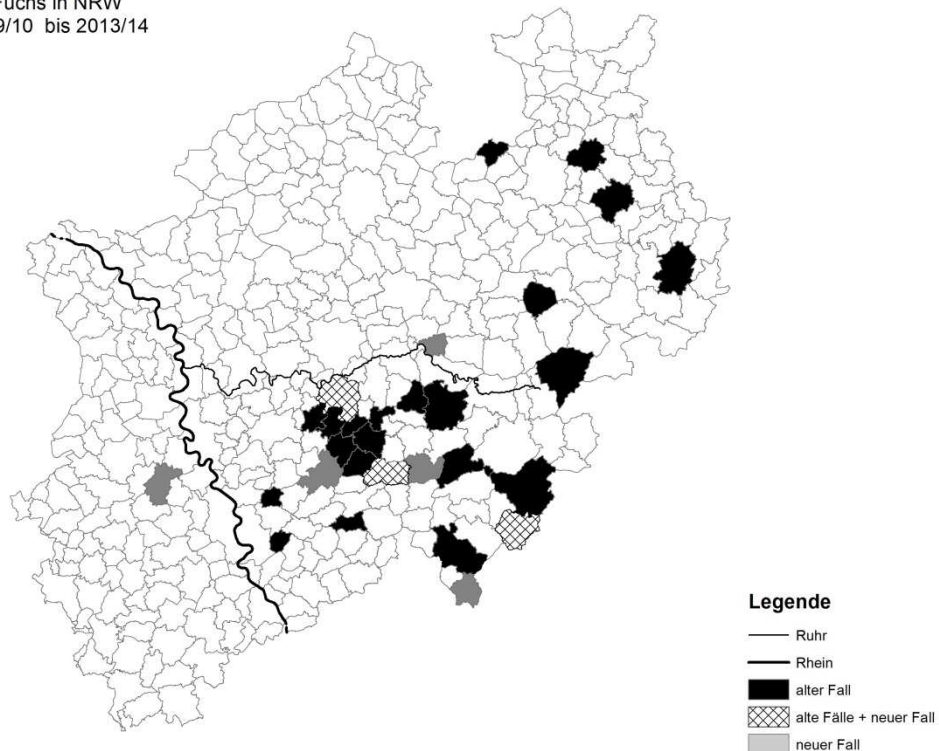 Fuchs in NRW
9/10 bis 2013/14
Legende
Ruhr
Rhein
alter Fall
alte Fälle + neuer Fall
neuer Fall